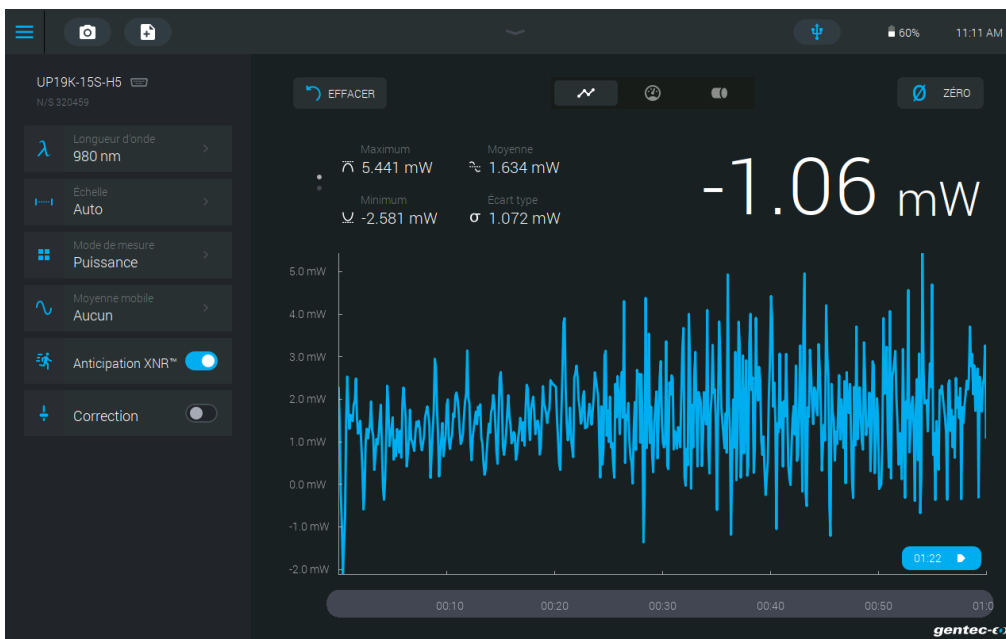 60%
11:11 AM
UP19K-15S-H5
N/S 320459
EFFACER
ZÉRO
Longueur d'onde
980 nm
Échelle
Auto
Mode de mesure
Puissance
Moyenne mobile
Aucun
Anticipation XNR™
Correction
Maximum
5.441 mW
Moyenne
1.634 mW
Minimum
-2.581 mW
Écart type
σ 1.072 mW
-1.06 mW
5.0 mW
4.0 mW
3.0 mW
2.0 mW
1.0 mW
0.0 mW
-1.0 mW
-2.0 mW
01:22
00:10
00:20
00:30
00:40
00:50
01:0
gentec-